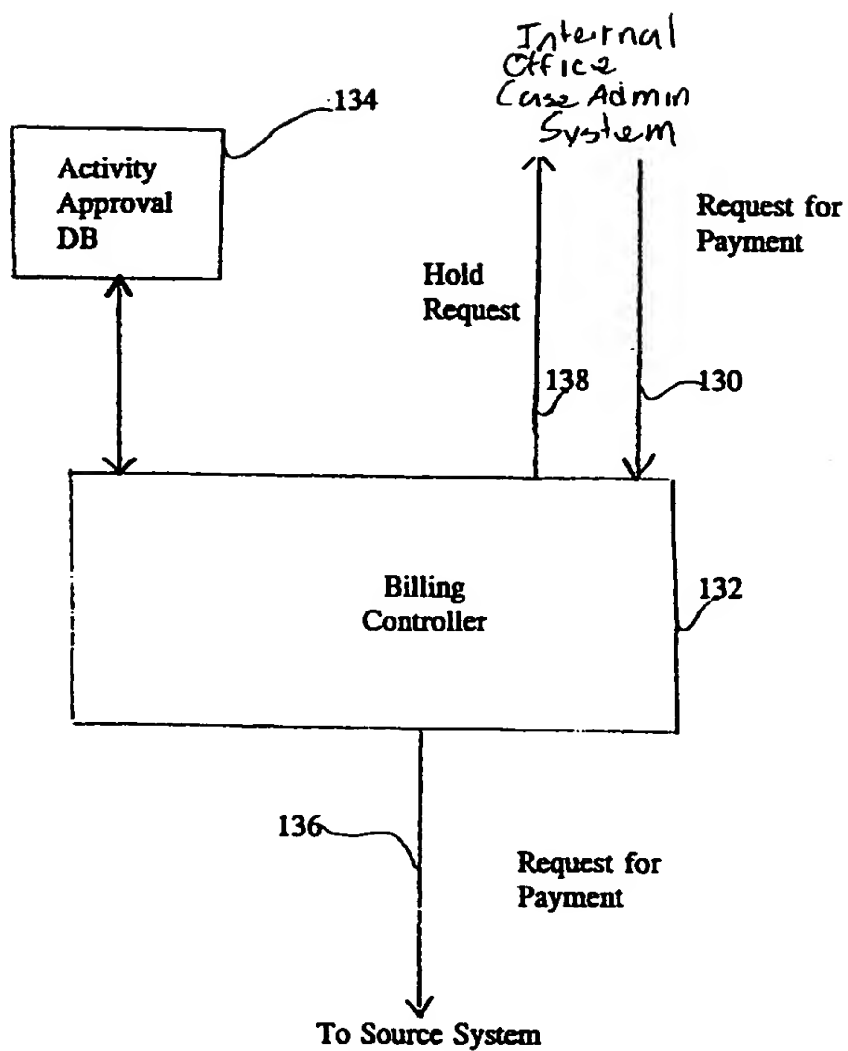 Internal
Office
Case Admin
System
134
Activity
Approval
DB
Request for
Payment
Hold
Request
138
130
Billing
Controller
132
136
Request for
Payment
To Source System